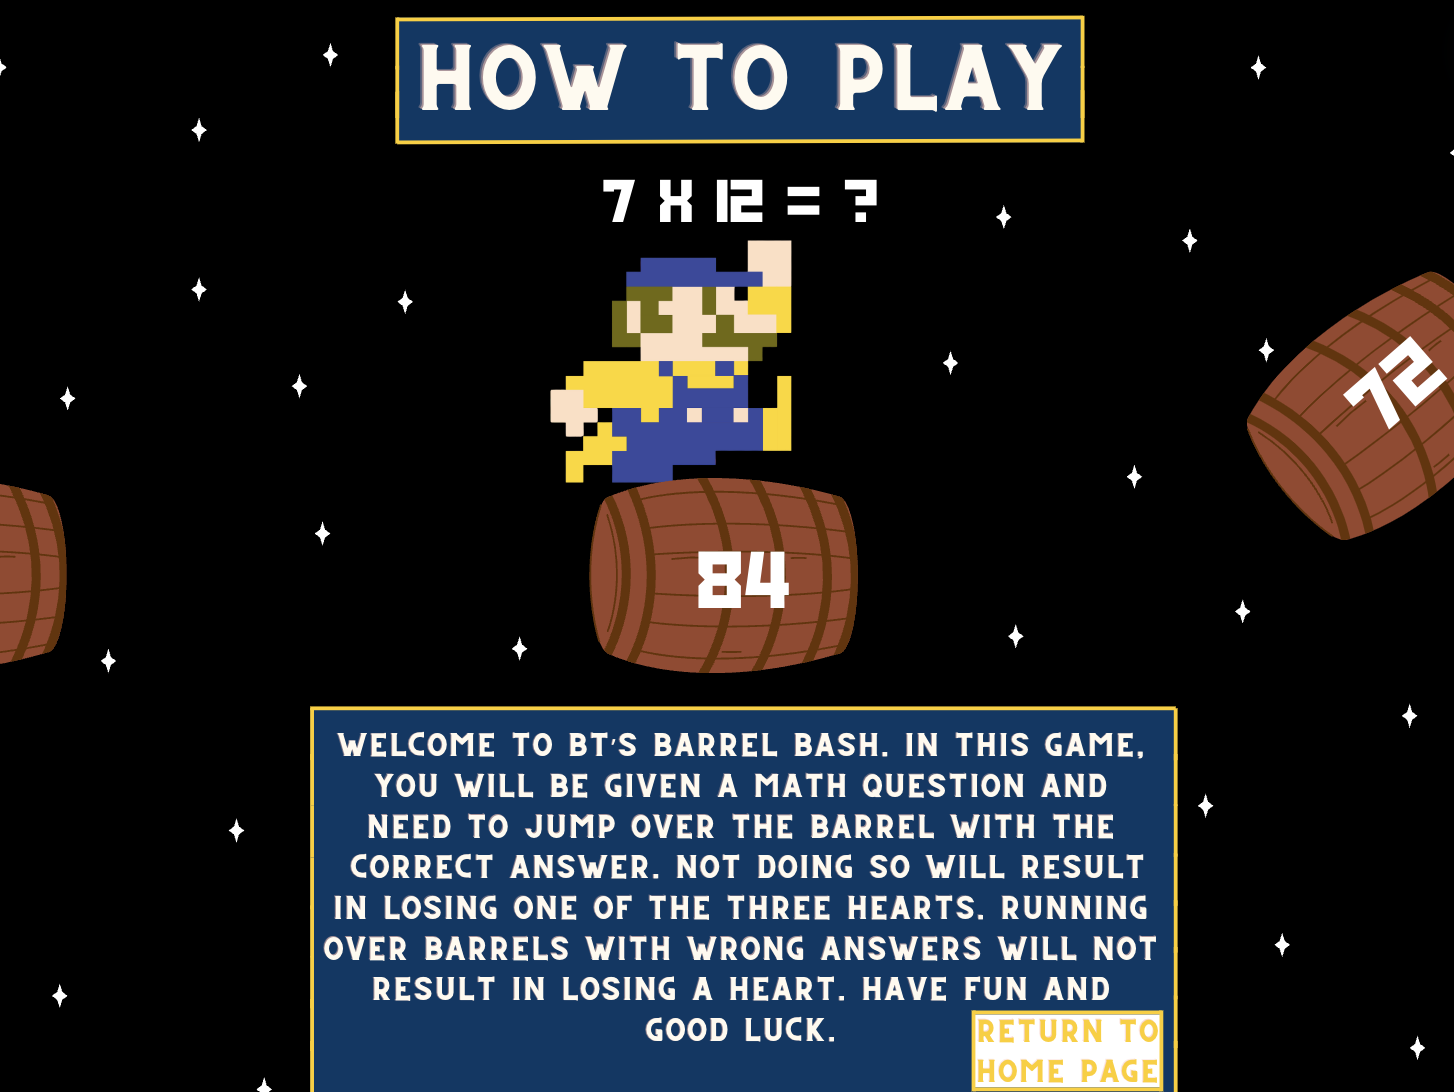 HOW TO PLAY
7 X 12 = ?
72
84
WELCOME TO BT'S BARREL BASH. IN THIS GAME,
YOU WILL BE GIVEN A MATH QUESTION AND
NEED TO JUMP OVER THE BARREL WITH THE
CORRECT ANSWER. NOT DOING SO WILL RESULT
IN LOSING ONE OF THE THREE HEARTS. RUNNING
OVER BARRELS WITH WRONG ANSWERS WILL NOT
RESULT IN LOSING A HEART. HAVE FUN AND
GOOD LUCK.
RETURN TO
HOME PAGE